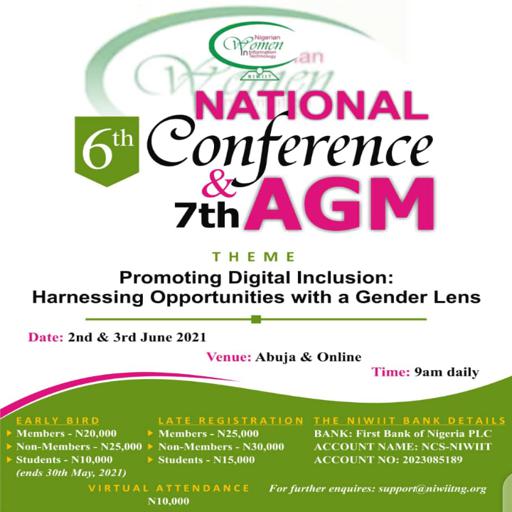 Nigerian
Women
In Information
Technology
NIWIIT
ian
Women
6th
NATIONAL
Conference
&
7th AGM
THEME
Promoting Digital Inclusion:
Harnessing Opportunities with a Gender Lens
Date: 2nd & 3rd June 2021
Venue: Abuja & Online
Time: 9am daily
EARLY BIRD
Members - N20,000
Non-Members - N25,000
Students - N10,000
(ends 30th May, 2021)
LATE REGISTRATION
Members - N25,000
Non-Members - N30,000
Students - N15,000
THE NIWIIT BANK DETAILS
BANK: First Bank of Nigeria PLC
ACCOUNT NAME: NCS-NIWIIT
ACCOUNT NO: 2023085189
VIRTUAL ATTENDANCE
N10,000
For further enquires: support@niwiitng.org